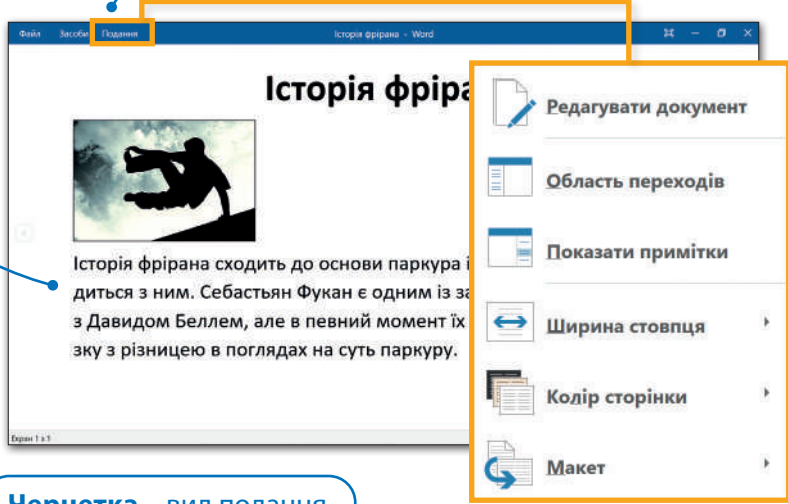 Файл Засоби Подання Історія фрірана - Word
Історія фріра
Історія фрірана сходить до основи паркура і
диться з ним. Себастьян Фукан є одним із за
з Давидом Беллем, але в певний момент їх
зку з різницею в поглядах на суть паркуру.
Екран 1 з 1
Редагувати документ
Область переходів
Показати примітки
Ширина стовпця
Колір сторінки
Макет
Чернетка – вид подання